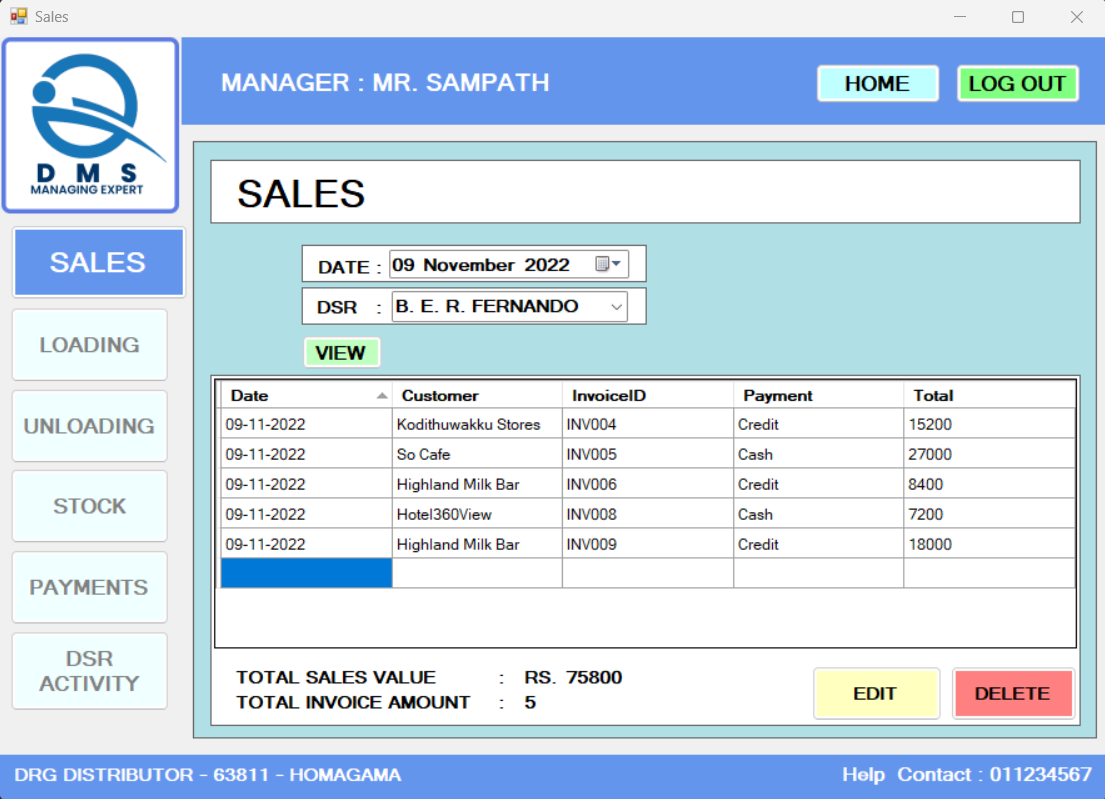 Sales
MANAGER : MR. SAMPATH
HOME
LOG OUT
D M S
MANAGING EXPERT
SALES
LOADING
UNLOADING
STOCK
PAYMENTS
DSR
ACTIVITY
SALES
DATE : 09 November 2022
DSR : B. E. R. FERNANDO
VIEW
Date Customer InvoiceID Payment Total
09-11-2022 Kodithuwakku Stores INV004 Credit 15200
09-11-2022 So Cafe INV005 Cash 27000
09-11-2022 Highland Milk Bar INV006 Credit 8400
09-11-2022 Hotel360View INV008 Cash 7200
09-11-2022 Highland Milk Bar INV009 Credit 18000
TOTAL SALES VALUE : RS. 75800
TOTAL INVOICE AMOUNT : 5
EDIT
DELETE
DRG DISTRIBUTOR - 63811 - HOMAGAMA
Help Contact : 011234567